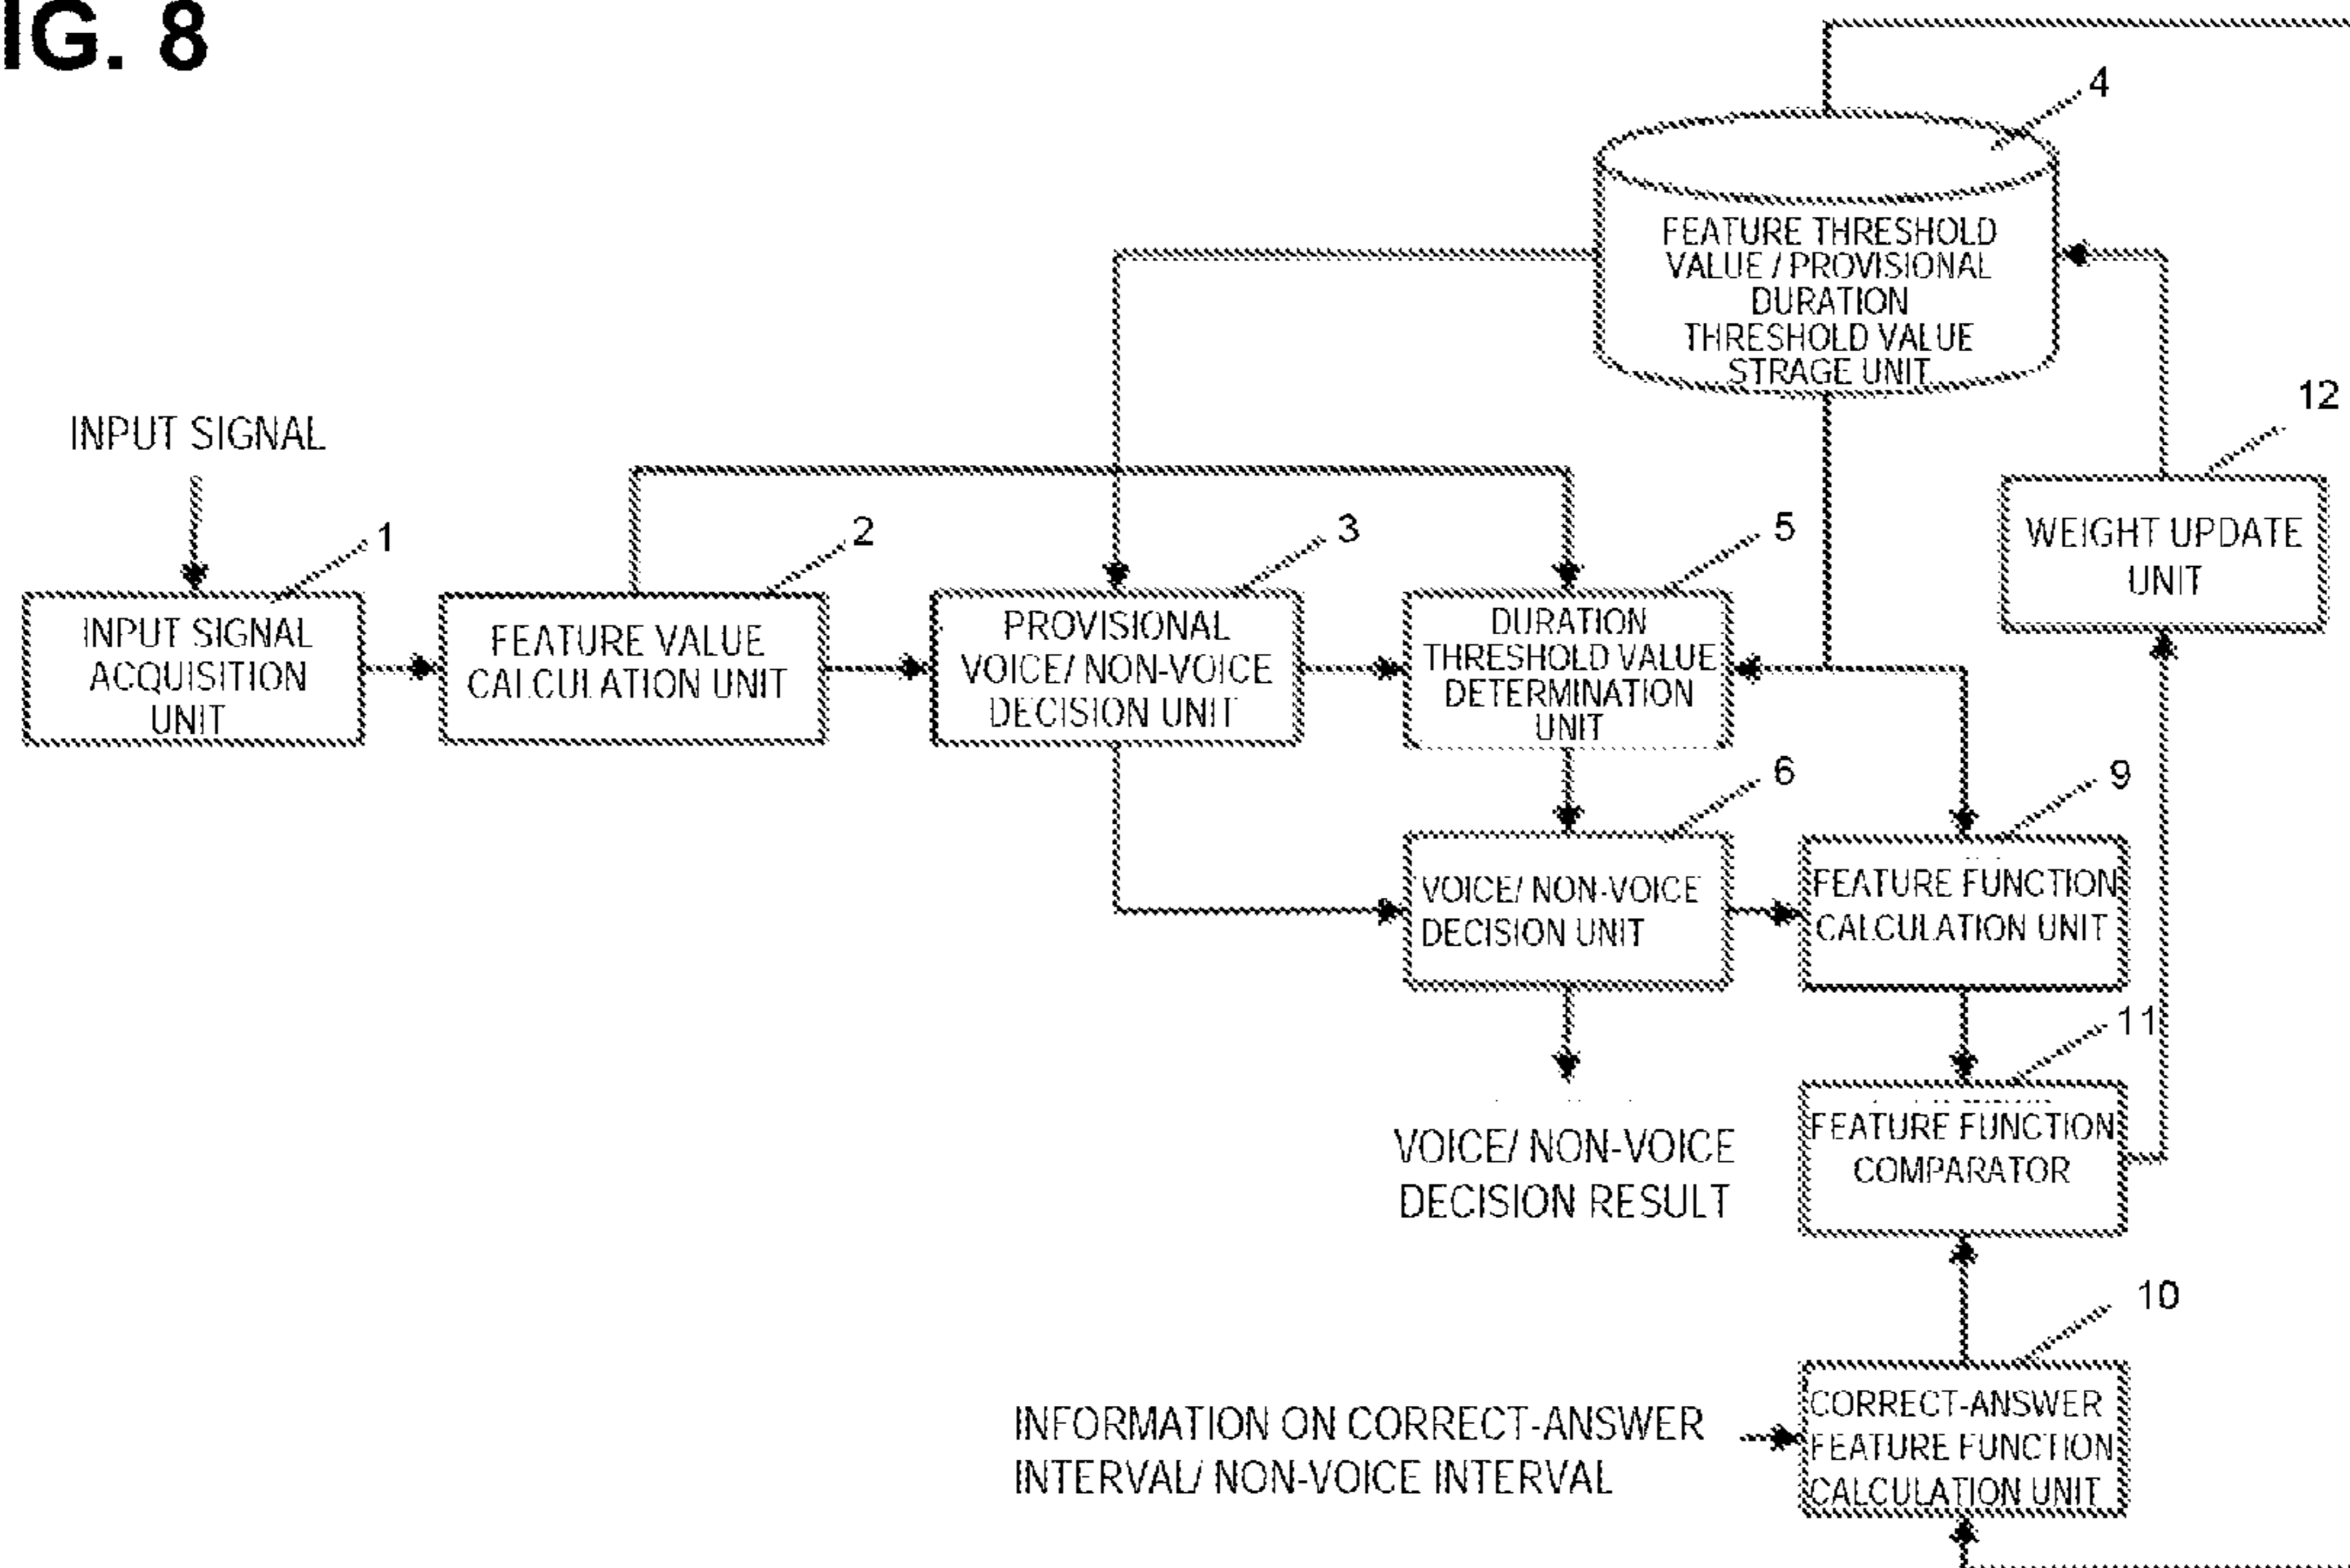 IG. 8
4
FEATURE THRESHOLD
VALUE / PROVISIONAL
DURATION
THRESHOLD VALUE
STRAGE UNIT
12
WEIGHT UPDATE
UNIT
INPUT SIGNAL
1
INPUT SIGNAL
ACQUISITION
UNIT
2
FEATURE VALUE
CALCULATION UNIT
3
PROVISIONAL
VOICE/ NON-VOICE
DECISION UNIT
5
DURATION
THRESHOLD VALUE
DETERMINATION
UNIT
6
VOICE/ NON-VOICE
DECISION UNIT
9
FEATURE FUNCTION
CALCULATION UNIT
11
FEATURE FUNCTION
COMPARATOR
VOICE/ NON-VOICE
DECISION RESULT
10
INFORMATION ON CORRECT-ANSWER
INTERVAL/ NON-VOICE INTERVAL
CORRECT-ANSWER
FEATURE FUNCTION
CALCULATION UNIT